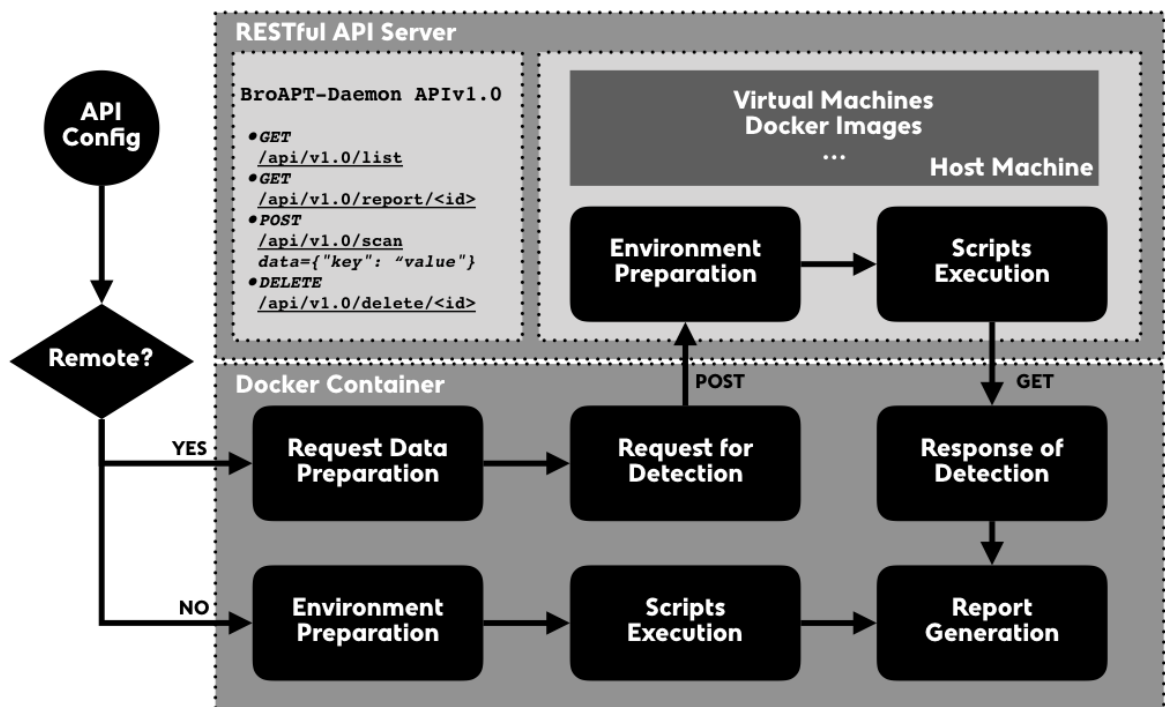 RESTful API Server
API
Config
BroAPT-Daemon APIv1.0
•GET
/api/v1.0/list
•GET
/api/v1.0/report/<id>
•POST
/api/v1.0/scan
data={"key": “value"}
•DELETE
/api/v1.0/delete/<id>
Virtual Machines
Docker Images
...
Host Machine
Environment
Preparation
Scripts
Execution
Remote?
Docker Container
POST
GET
YES
Request Data
Preparation
Request for
Detection
Response of
Detection
NO
Environment
Preparation
Scripts
Execution
Report
Generation